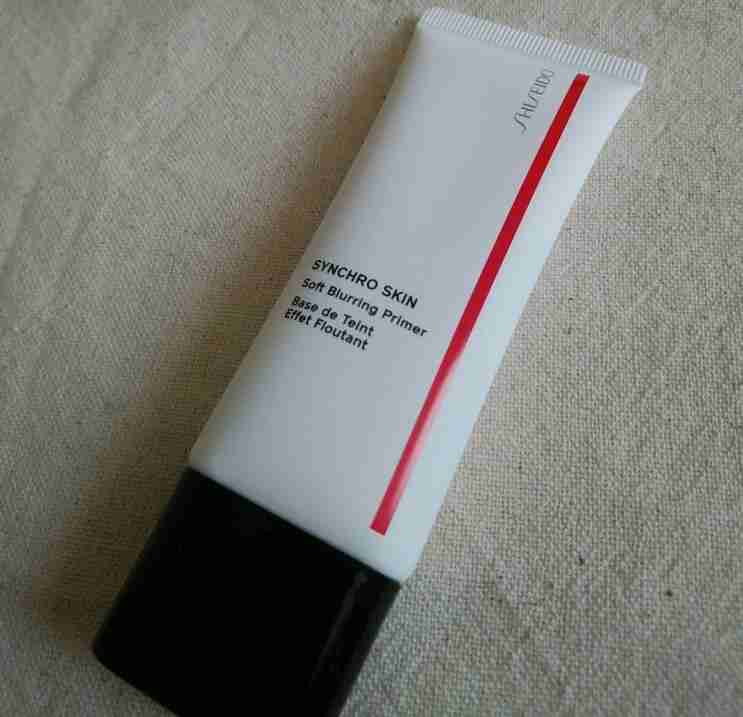 SHISEIDO
SYNCHRO SKIN
Soft Blurring Primer
Base de Teint
Effet Floutant